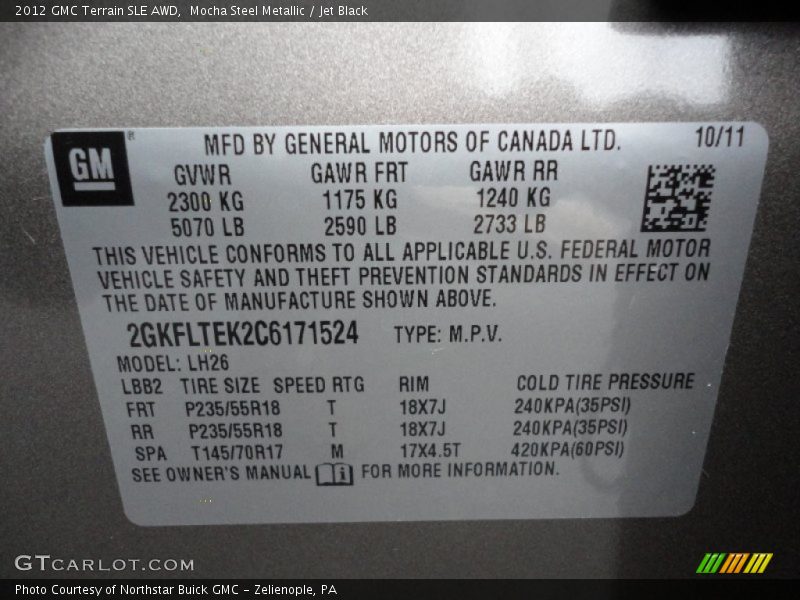 2012 GMC Terrain SLE AWD,  Mocha Steel Metallic / Jet Black
GM ®
MFD BY GENERAL MOTORS OF CANADA LTD. 10/11
GVWR GAWR FRT GAWR RR
2300 KG 1175 KG 1240 KG
5070 LB 2590 LB 2733 LB
THIS VEHICLE CONFORMS TO ALL APPLICABLE U.S. FEDERAL MOTOR
VEHICLE SAFETY AND THEFT PREVENTION STANDARDS IN EFFECT ON
THE DATE OF MANUFACTURE SHOWN ABOVE.
2GKFLTEK2C6171524 TYPE: M.P.V.
MODEL: LH26
LBB2 TIRE SIZE SPEED RTG RIM COLD TIRE PRESSURE
FRT P235/55R18 T 18X7J 240KPA(35PSI)
RR P235/55R18 T 18X7J 240KPA(35PSI)
SPA T145/70R17 M 17X4.5T 420KPA(60PSI)
SEE OWNER'S MANUAL i FOR MORE INFORMATION.
GTCARLOT.COM
Photo Courtesy of Northstar Buick GMC - Zelienople, PA